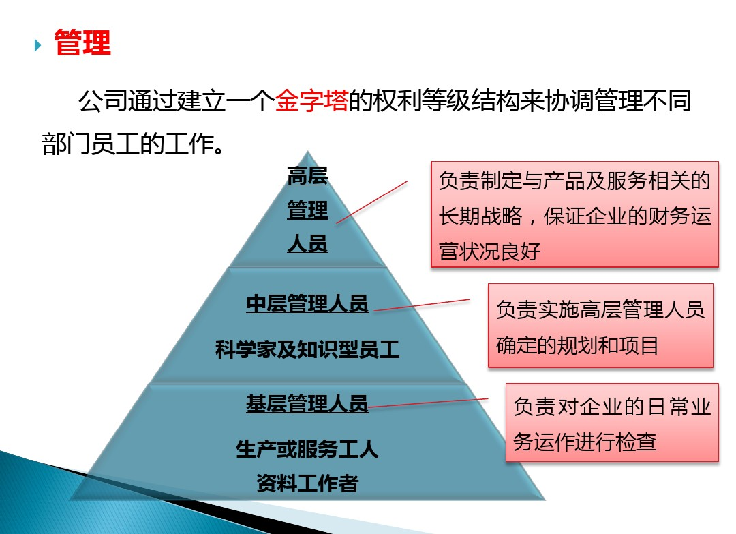 管理
公司通过建立一个金字塔的权利等级结构来协调管理不同
部门员工的工作。
高层
管理
人员
负责制定与产品及服务相关的
长期战略，保证企业的财务运
营状况良好
中层管理人员
科学家及知识型员工
负责实施高层管理人员
确定的规划和项目
基层管理人员
生产或服务工人
资料工作者
负责对企业的日常业
务运作进行检查